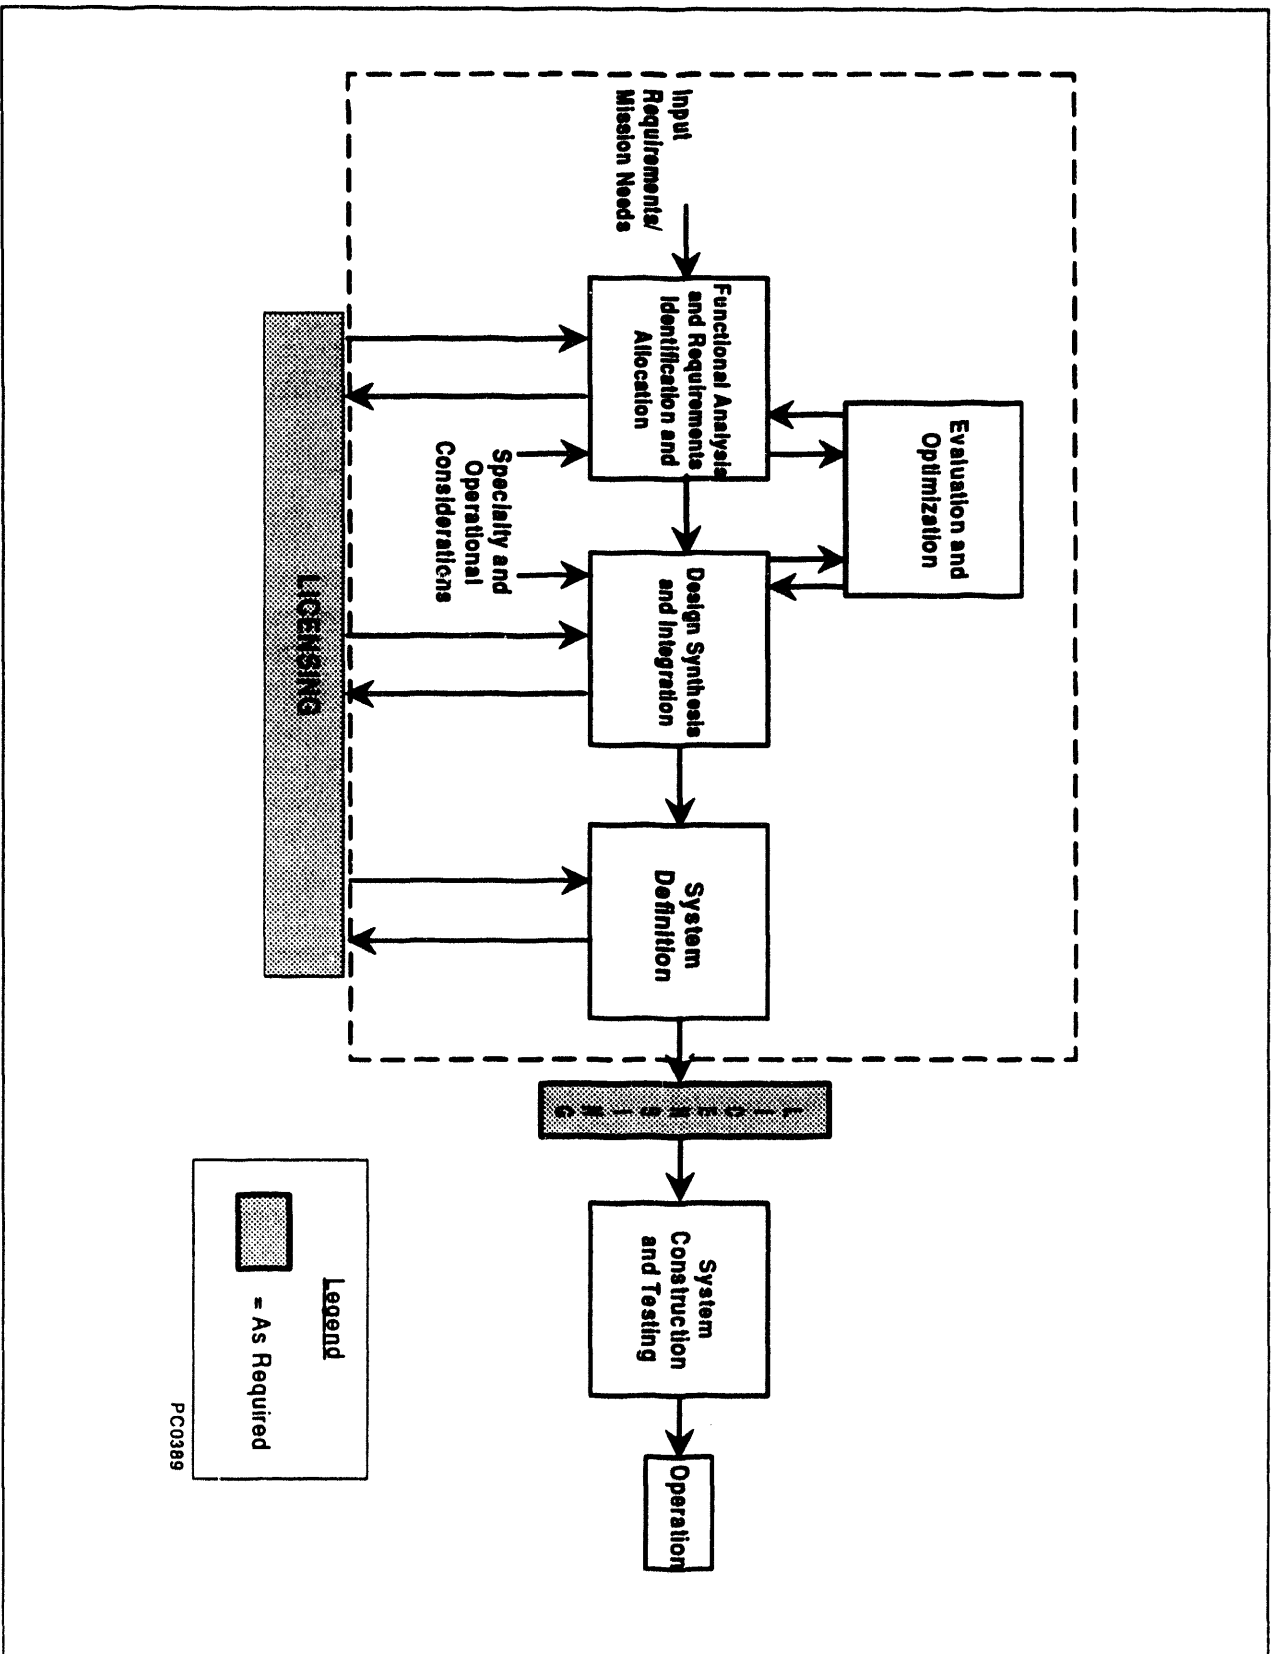 Evaluation and
Optimization
Input
Requirements/
Mission Needs
Functional Analysis
and Requirements
Identification and
Allocation
Design Synthesis
and Integration
System
Definition
LICENSING
System
Construction
and Testing
Operation
Specialty and
Operational
Considerations
LICENSING
Legend
= As Required
PC0389